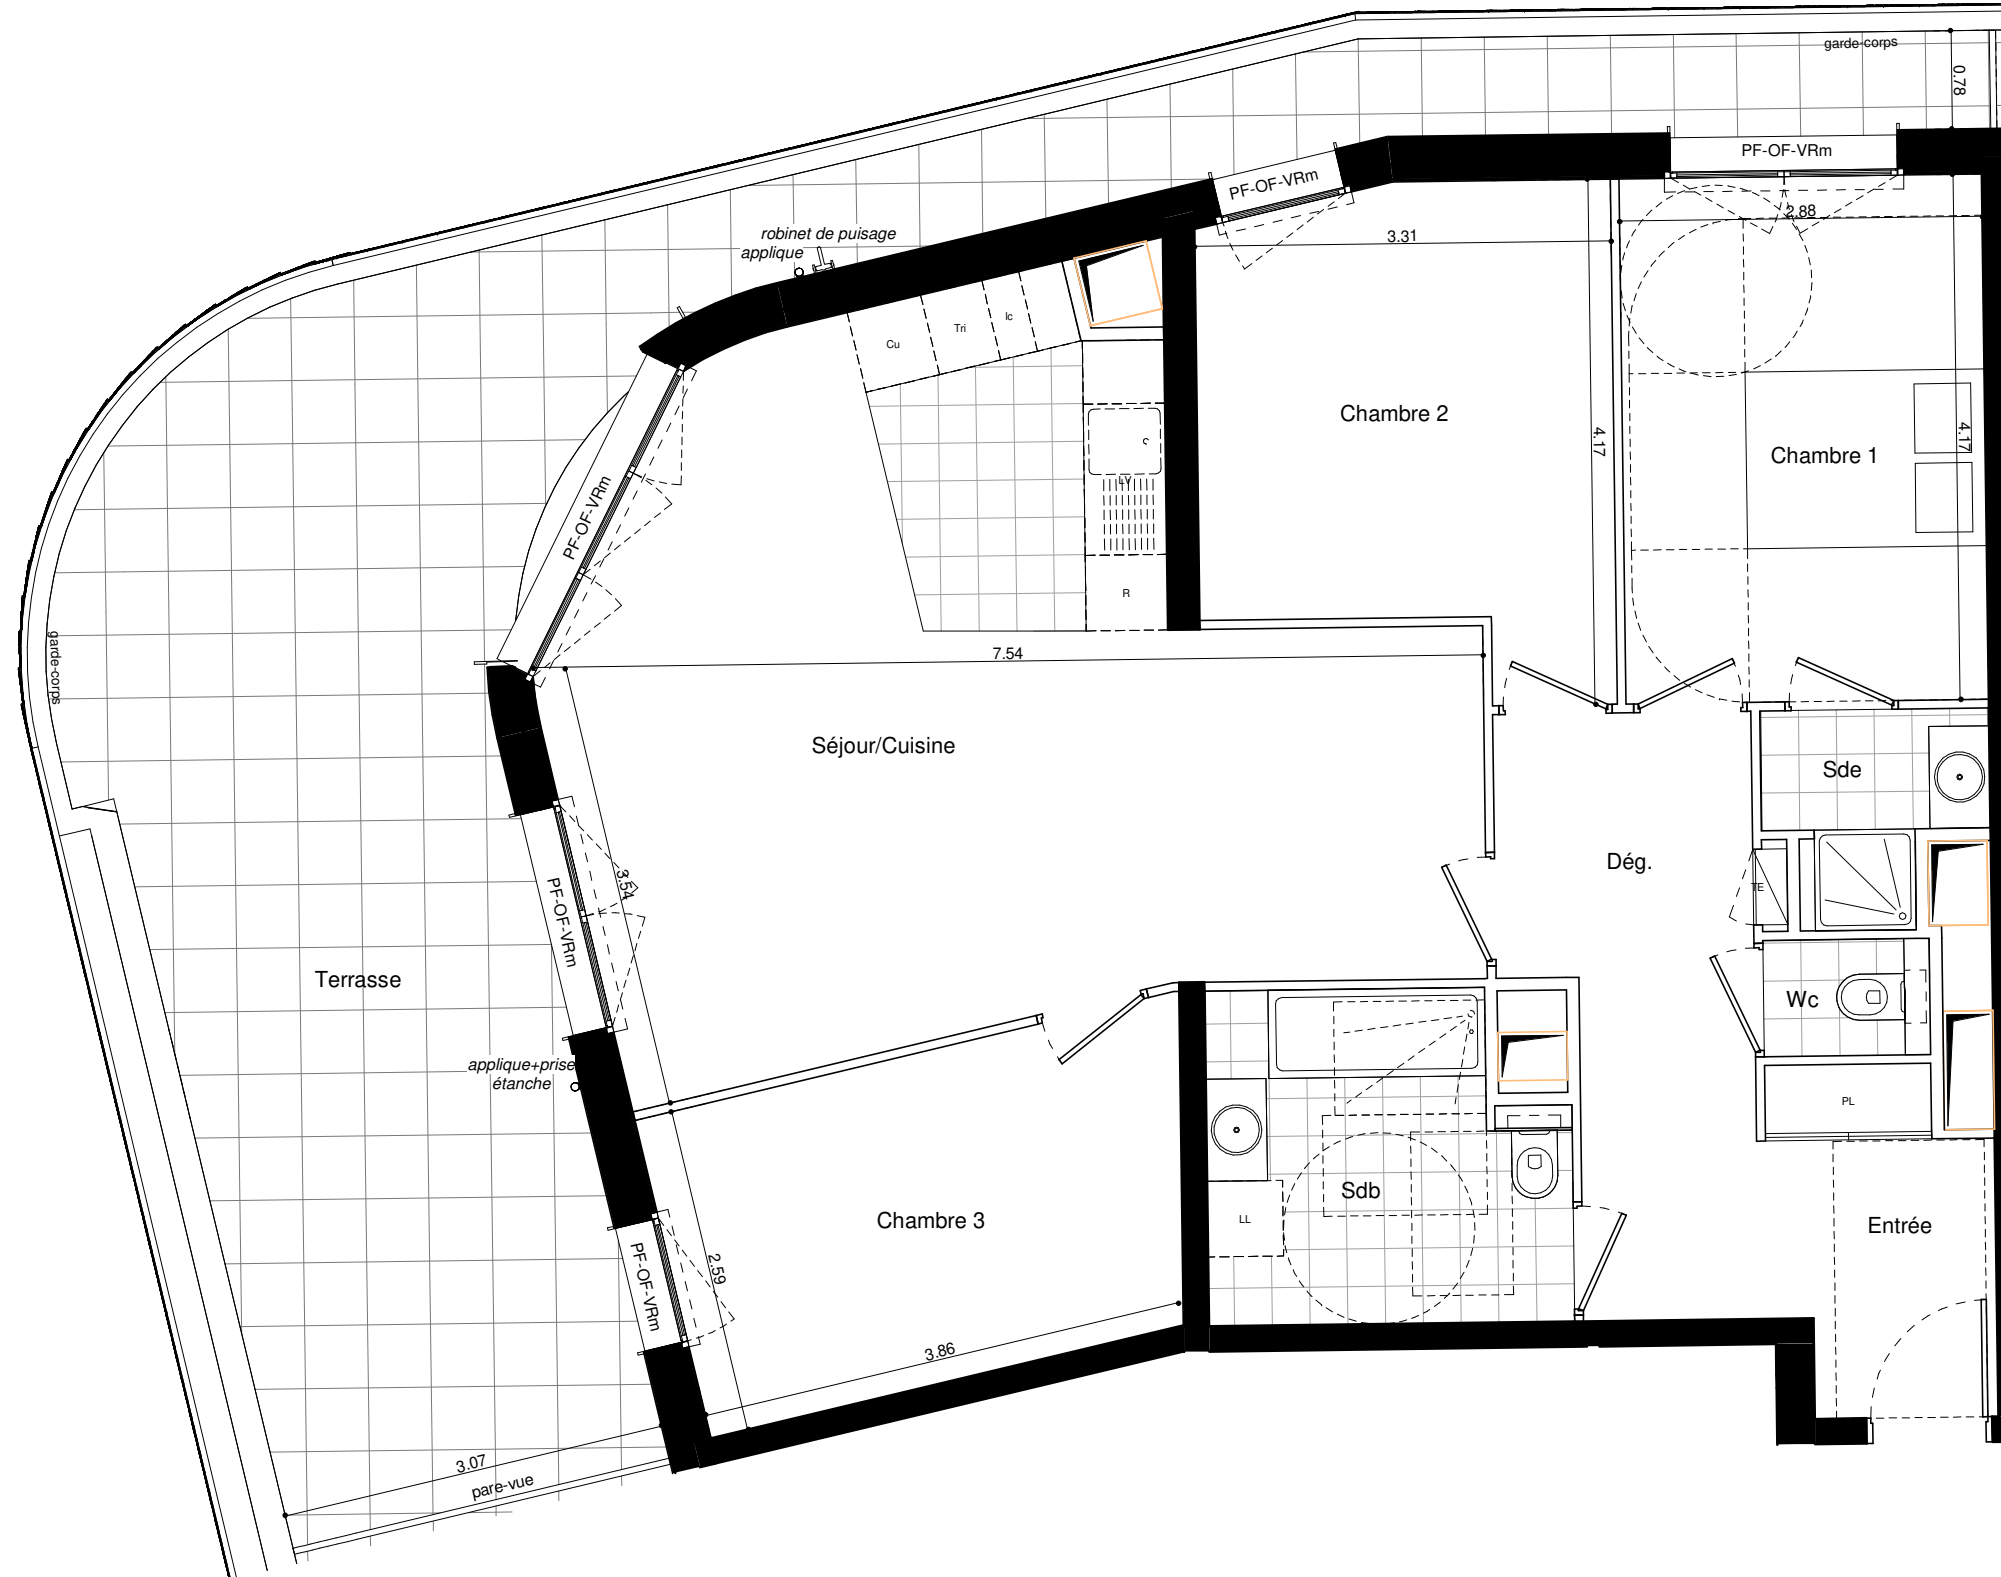 garde-corps
0.78
PF-OF-VRm
PF-OF-VRm
2.88
robinet de puisage
applique
3.31
Cu
Tri
Ic
Chambre 2
4.17
Chambre 1
4.17
PF-OF-VRm
LV
R
garde-corps
7.54
Séjour/Cuisine
Sde
Dég.
TE
3.54
PF-OF-VRm
Terrasse
Wc
applique+prise
étanche
PL
Sdb
LL
Chambre 3
Entrée
2.59
PF-OF-VRm
3.86
3.07
pare-vue